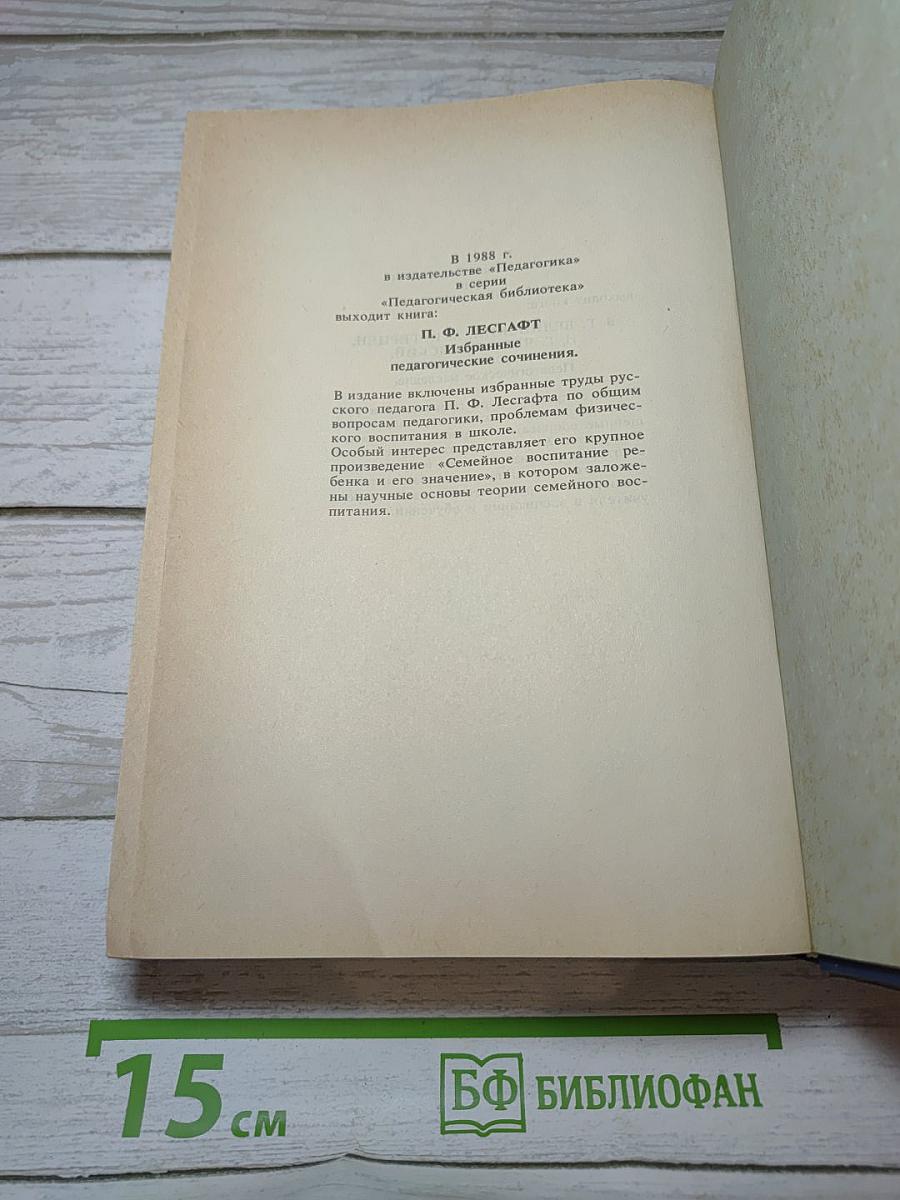 В 1988 г.
в издательстве «Педагогика»
в серии
«Педагогическая библиотека»
выходит книга:
П. Ф. ЛЕСГАФТ
Избранные
педагогические сочинения.
В издание включены избранные труды рус-
ского педагога П. Ф. Лесгафта по общим
вопросам педагогики, проблемам физичес-
кого воспитания в школе.
Особый интерес представляет его крупное
произведение «Семейное воспитание ре-
бенка и его значение», в котором заложе-
ны научные основы теории семейного вос-
питания.
15 см
БФ БИБЛИОФАН